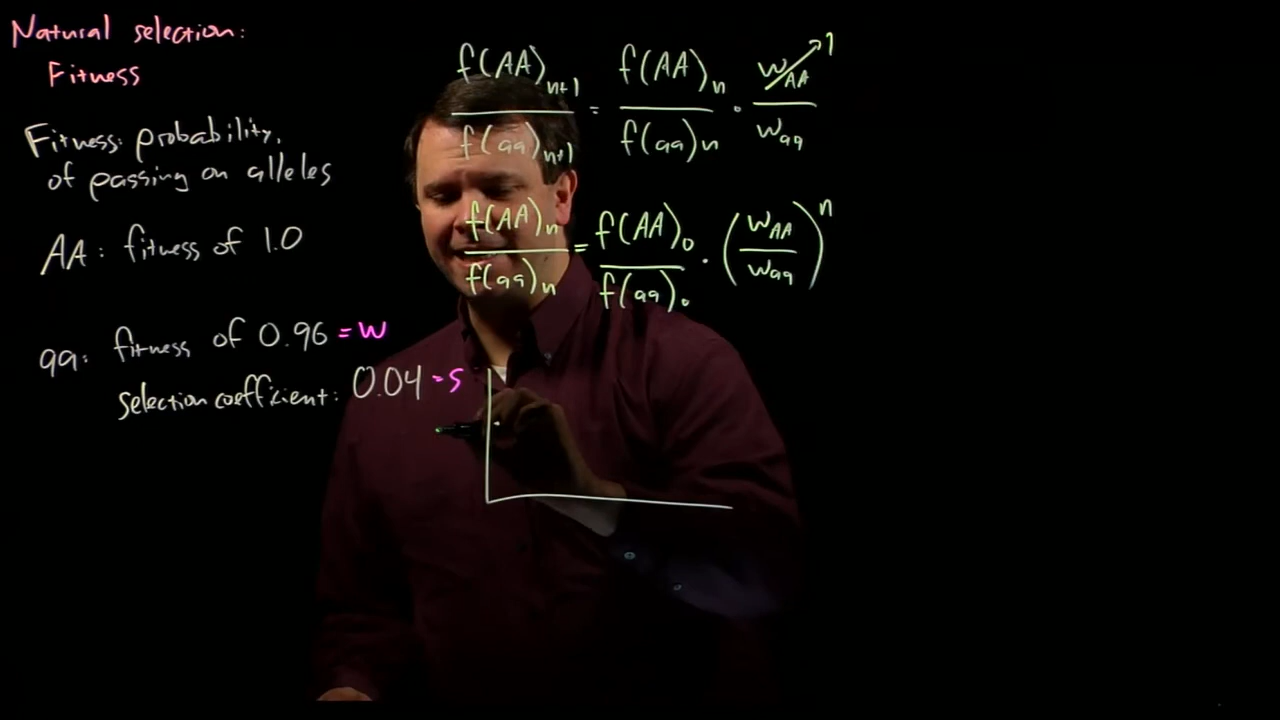 Natural selection:
Fitness
Fitness: probability
of passing on alleles
AA: fitness of 1.0
aa: fitness of 0.96 = w
selection coefficient: 0.04 = s
f(AA)n+1 / f(aa)n+1 = f(AA)n / f(aa)n · wAA / waa → 1
f(AA)n / f(aa)n = f(AA)0 / f(aa)0 · (wAA / waa)^n